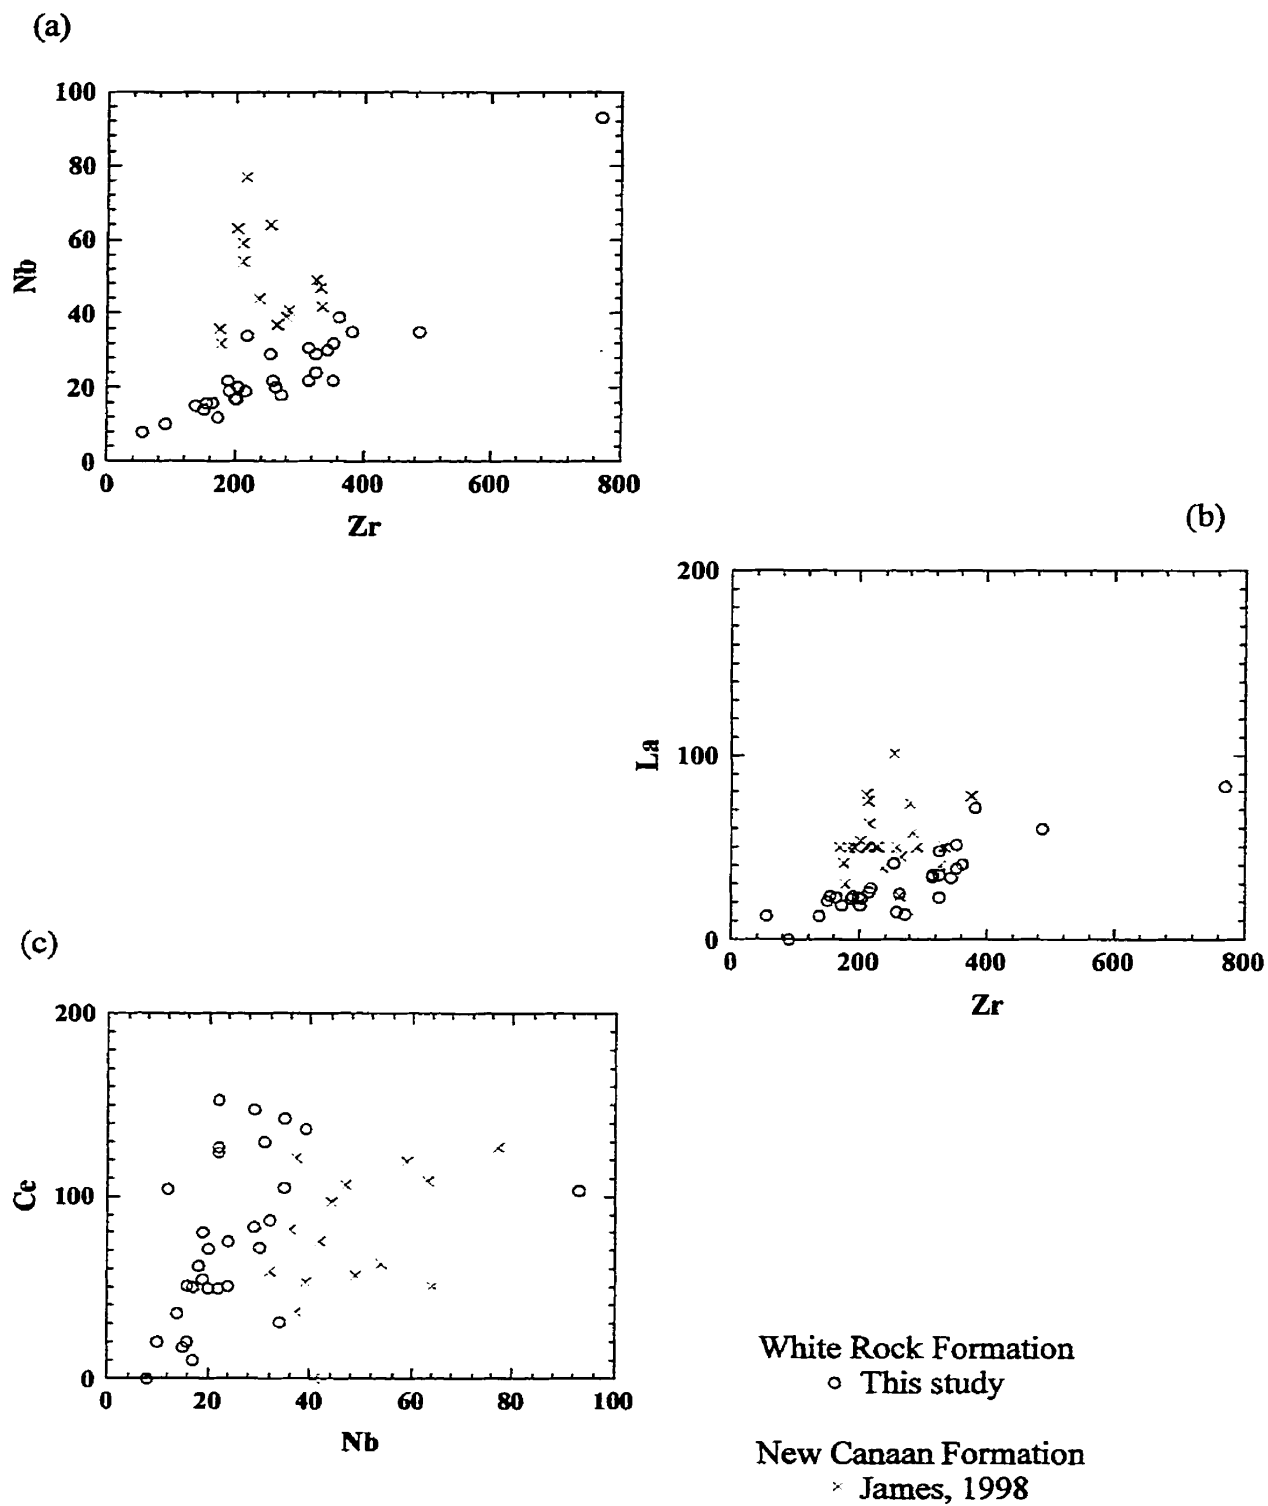 (a)
100
80
60
40
20
0
Nb
0 200 400 600 800
Zr
(b)
200
100
0
La
0 200 400 600 800
Zr
(c)
200
100
0
Ce
0 20 40 60 80 100
Nb
White Rock Formation
○ This study
New Canaan Formation
× James, 1998